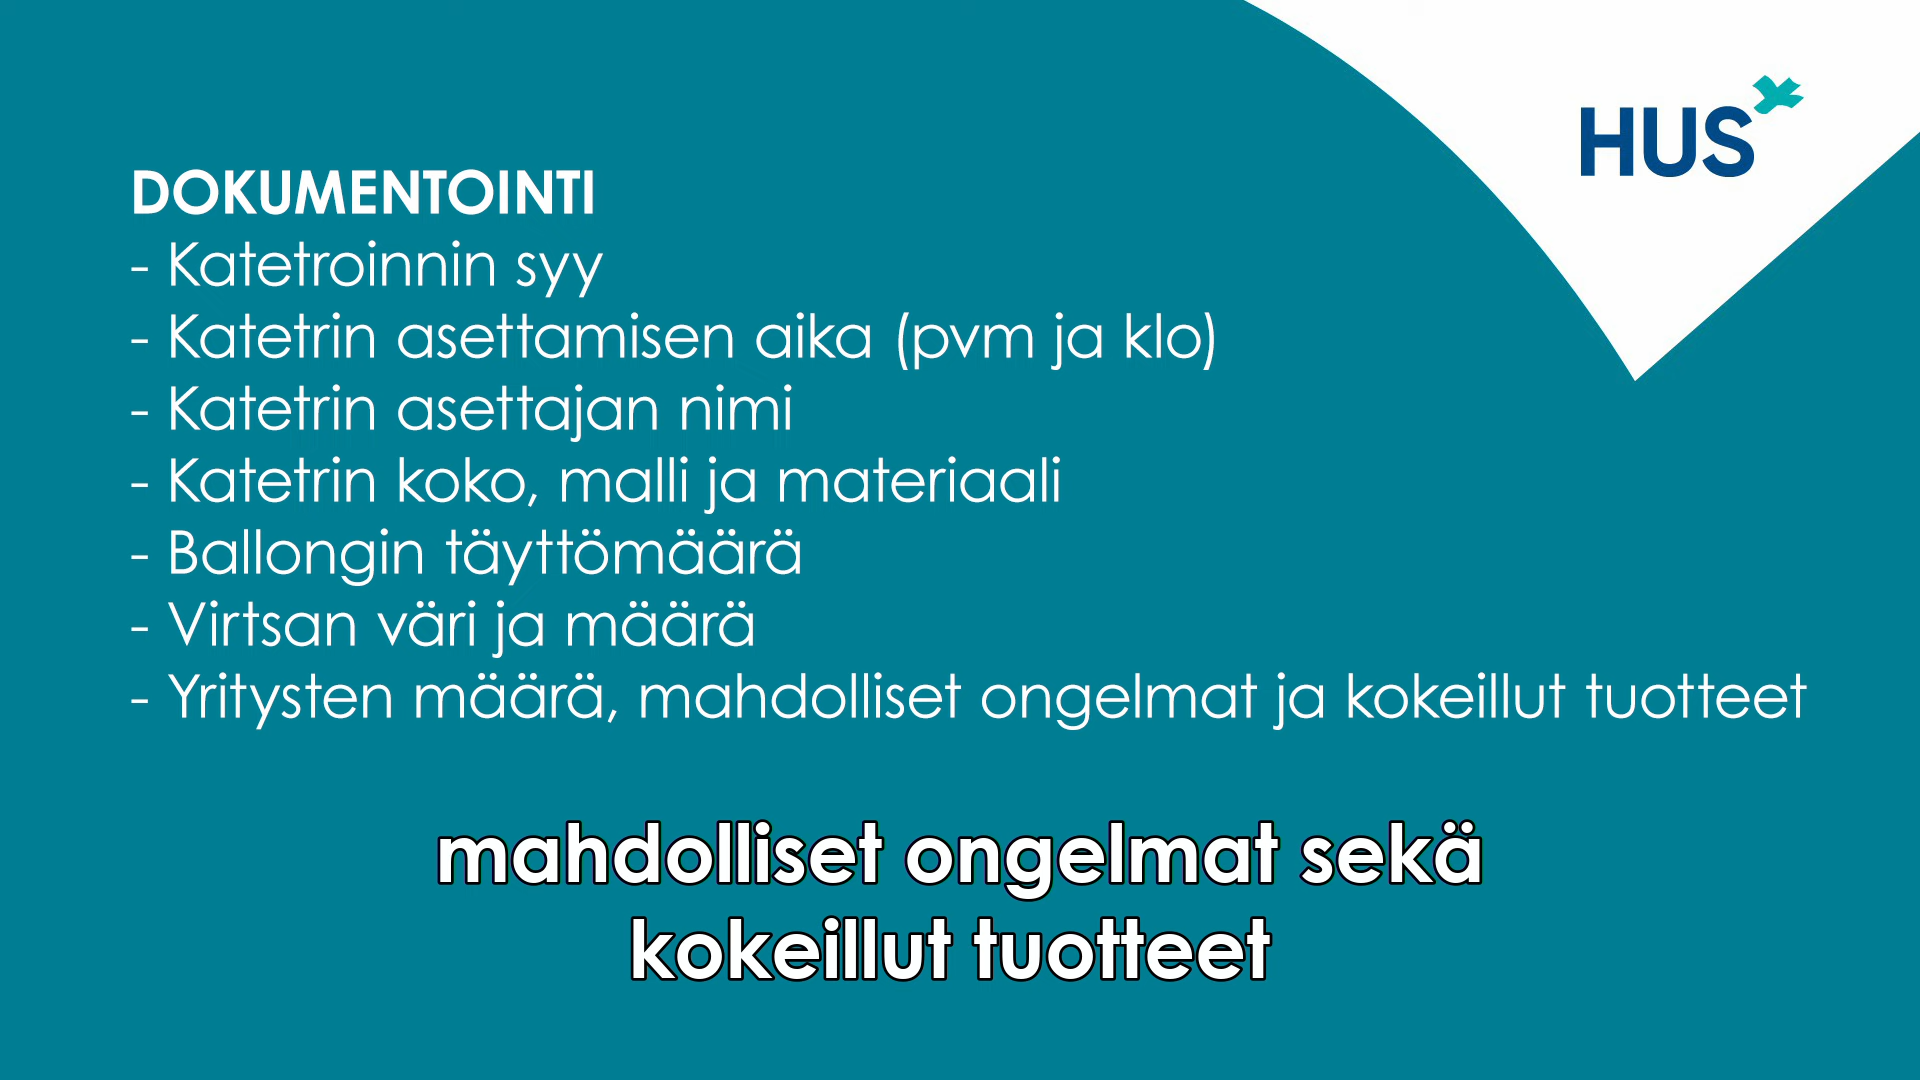 HUS
DOKUMENTOINTI
- Katetroinnin syy
- Katetrin asettamisen aika (pvm ja klo)
- Katetrin asettajan nimi
- Katetrin koko, malli ja materiaali
- Ballongin täyttömäärä
- Virtsan väri ja määrä
- Yritysten määrä, mahdolliset ongelmat ja kokeillut tuotteet
mahdolliset ongelmat sekä
kokeillut tuotteet